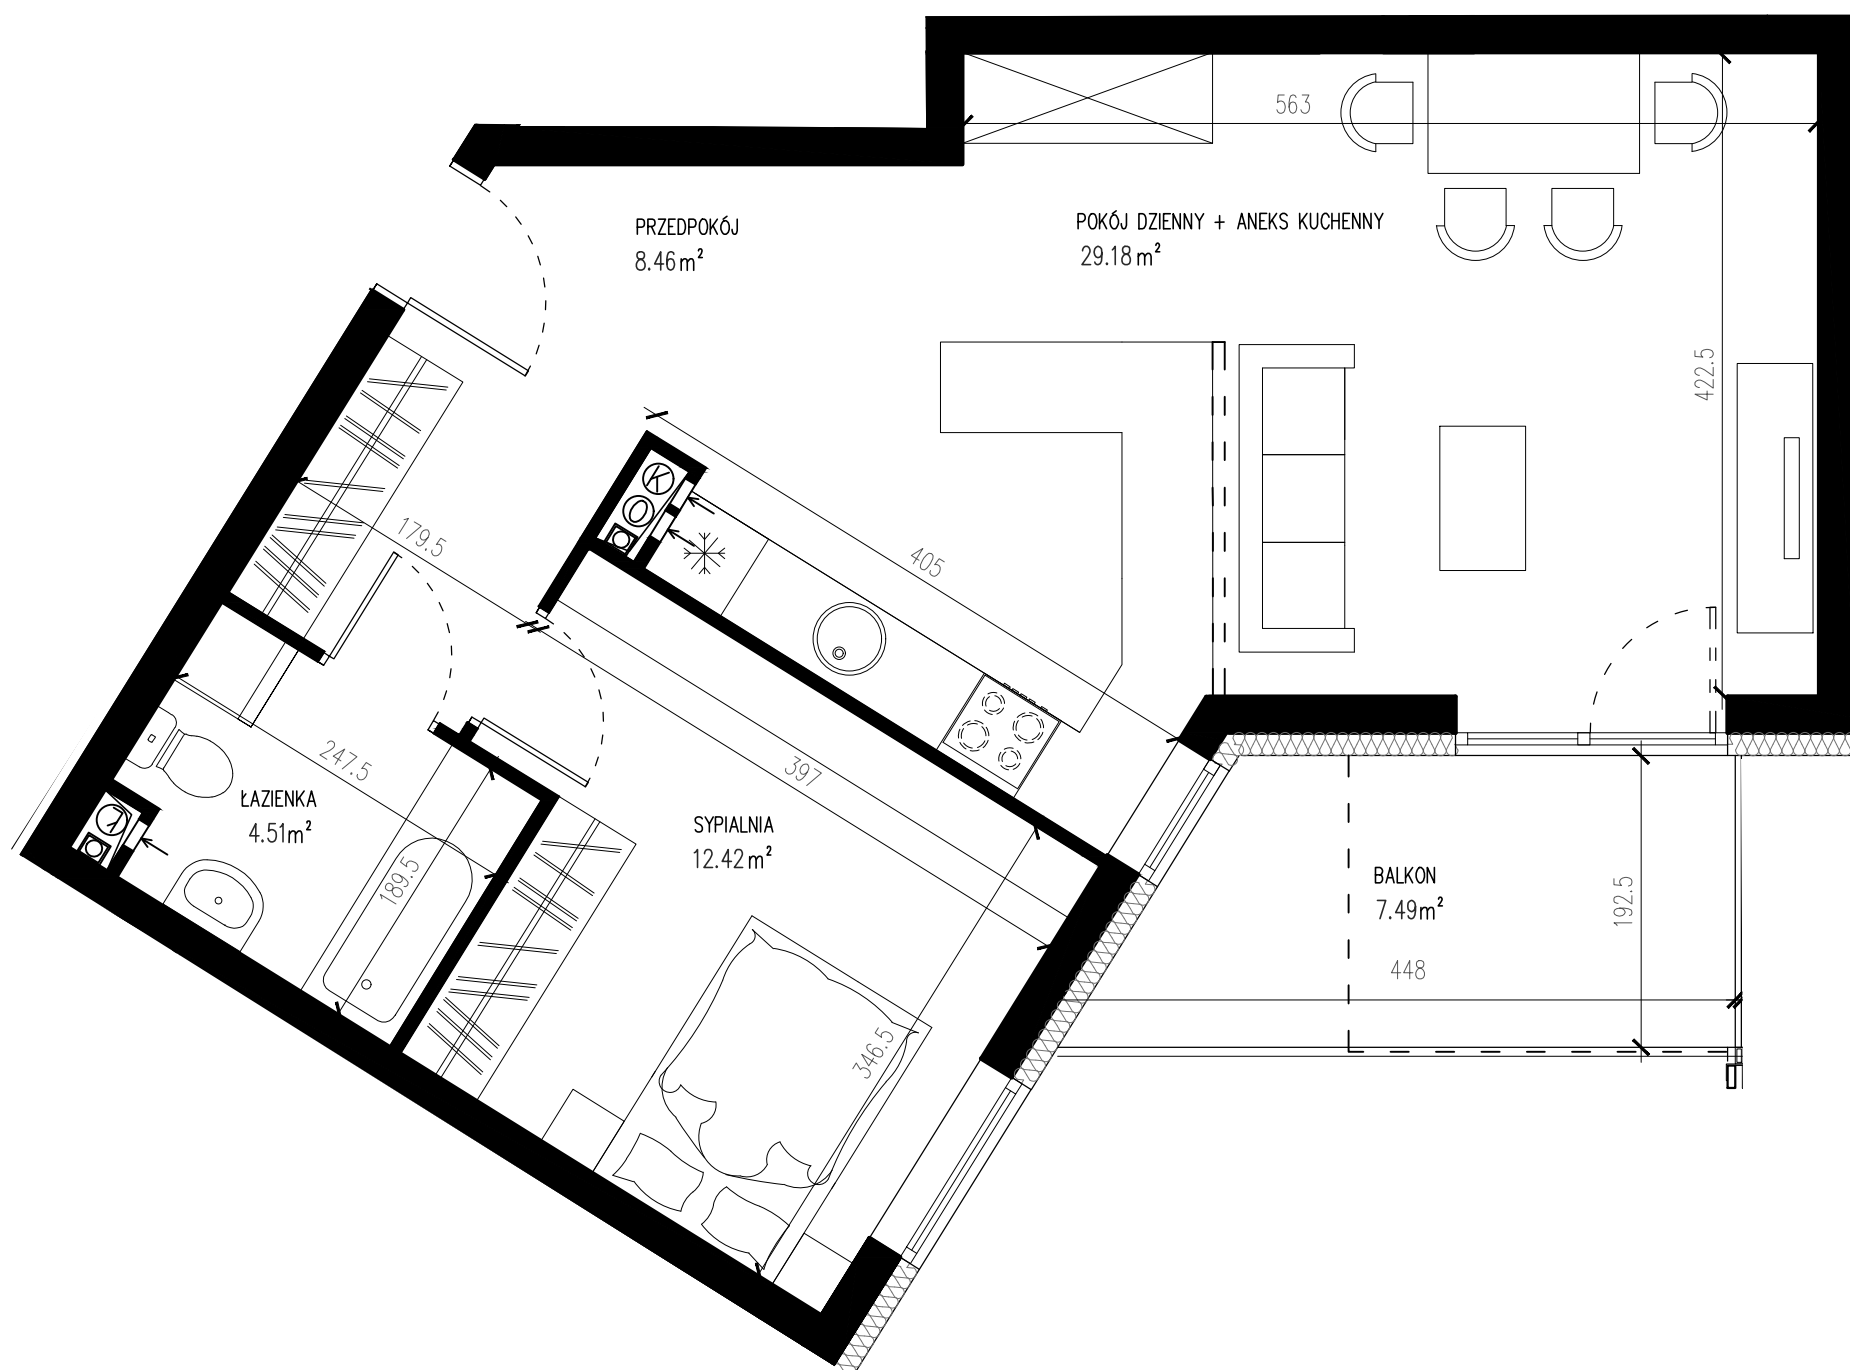 563
PRZEDPOKÓJ
8.46m²
POKÓJ DZIENNY + ANEKS KUCHENNY
29.18m²
422.5
K
O
179.5
405
247.5
397
ŁAZIENKA
4.51m²
189.5
SYPIALNIA
12.42m²
346.5
BALKON
7.49m²
192.5
448